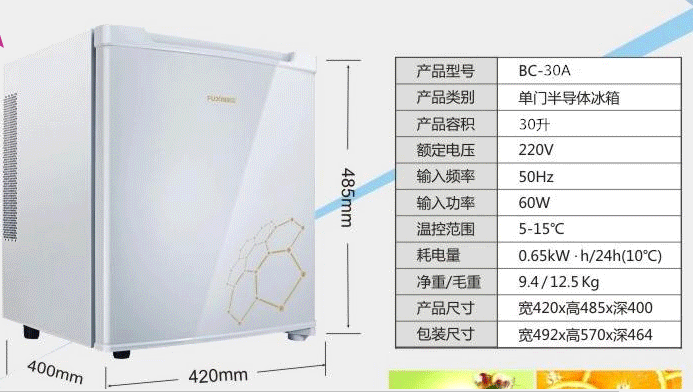 485mm
400mm
420mm
产品型号 BC-30A
产品类别 单门半导体冰箱
产品容积 30升
额定电压 220V
输入频率 50Hz
输入功率 60W
温控范围 5-15℃
耗电量 0.65kW·h/24h(10℃)
净重/毛重 9.4/12.5Kg
产品尺寸 宽420x高485x深400
包装尺寸 宽492x高570x深464